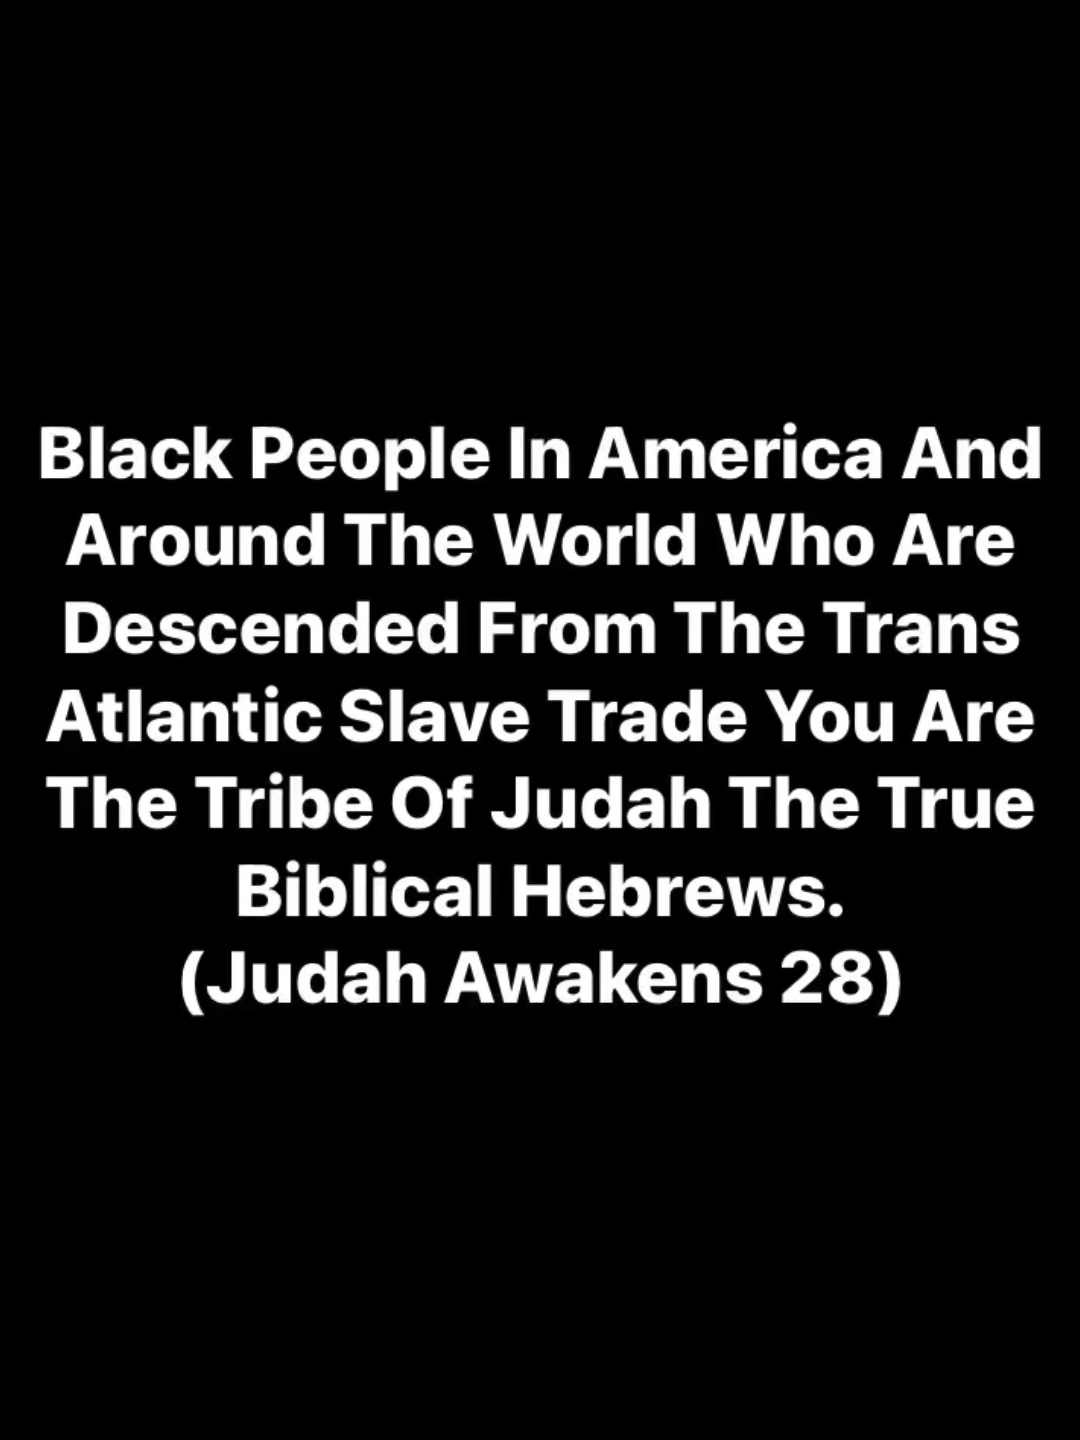 Black People In America And
Around The World Who Are
Descended From The Trans
Atlantic Slave Trade You Are
The Tribe Of Judah The True
Biblical Hebrews.
(Judah Awakens 28)